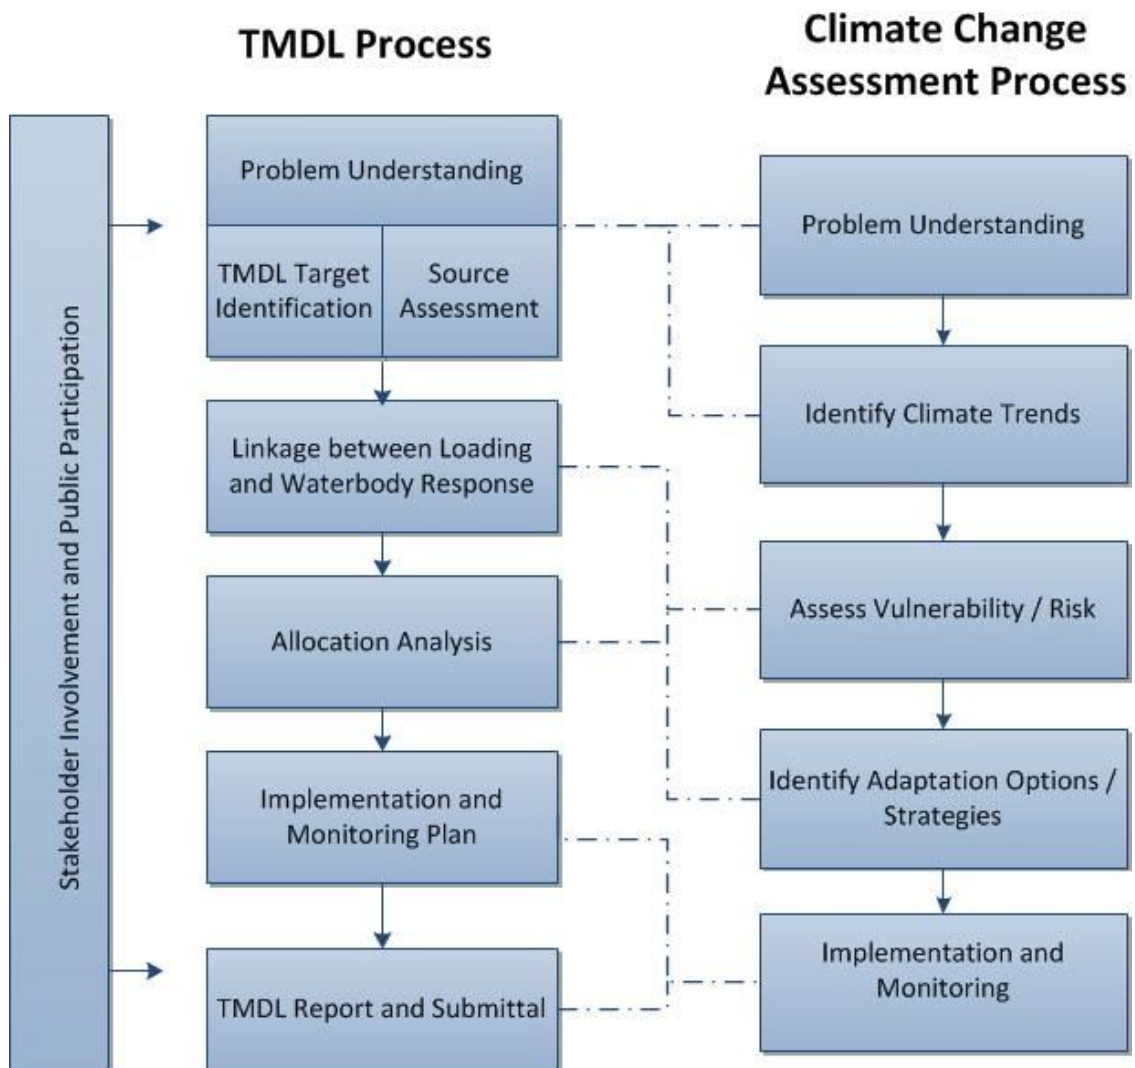 TMDL Process
Climate Change
Assessment Process
Stakeholder Involvement and Public Participation
Problem Understanding
TMDL Target
Identification
Source
Assessment
Linkage between Loading
and Waterbody Response
Allocation Analysis
Implementation and
Monitoring Plan
TMDL Report and Submittal
Problem Understanding
Identify Climate Trends
Assess Vulnerability / Risk
Identify Adaptation Options /
Strategies
Implementation and
Monitoring